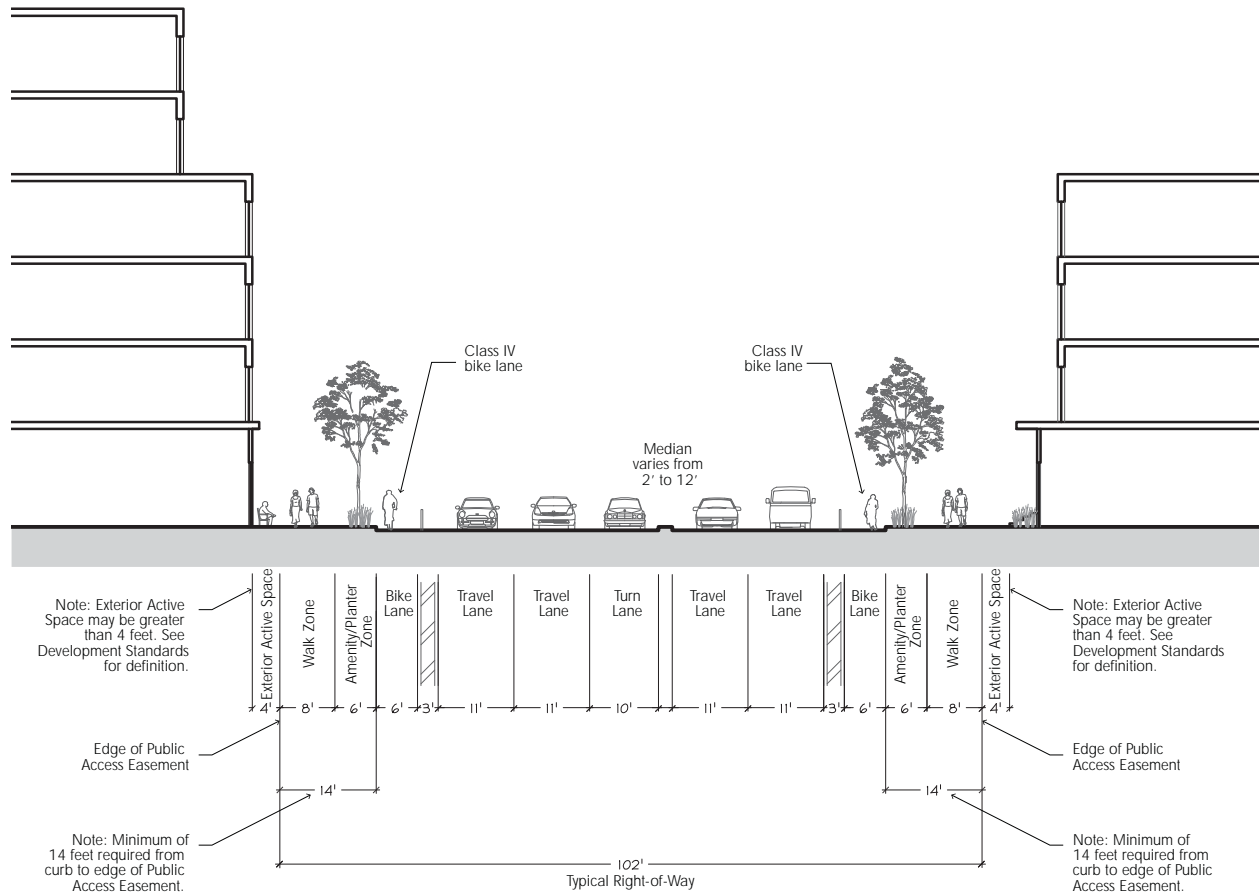 Class IV
bike lane
Class IV
bike lane
Median
varies from
2' to 12'
Note: Exterior Active
Space may be greater
than 4 feet. See
Development Standards
for definition.
Exterior Active Space
Walk Zone
Amenity/Planter
Zone
Bike
Lane
Travel
Lane
Travel
Lane
Turn
Lane
Travel
Lane
Travel
Lane
Bike
Lane
Amenity/Planter
Zone
Walk Zone
Exterior Active Space
Note: Exterior Active
Space may be greater
than 4 feet. See
Development Standards
for definition.
4' 8' 6' 6' 3' 11' 11' 10' 11' 11' 3' 6' 6' 8' 4'
Edge of Public
Access Easement
Edge of Public
Access Easement
14'
14'
Note: Minimum of
14 feet required from
curb to edge of Public
Access Easement.
102'
Typical Right-of-Way
Note: Minimum of
14 feet required from
curb to edge of Public
Access Easement.